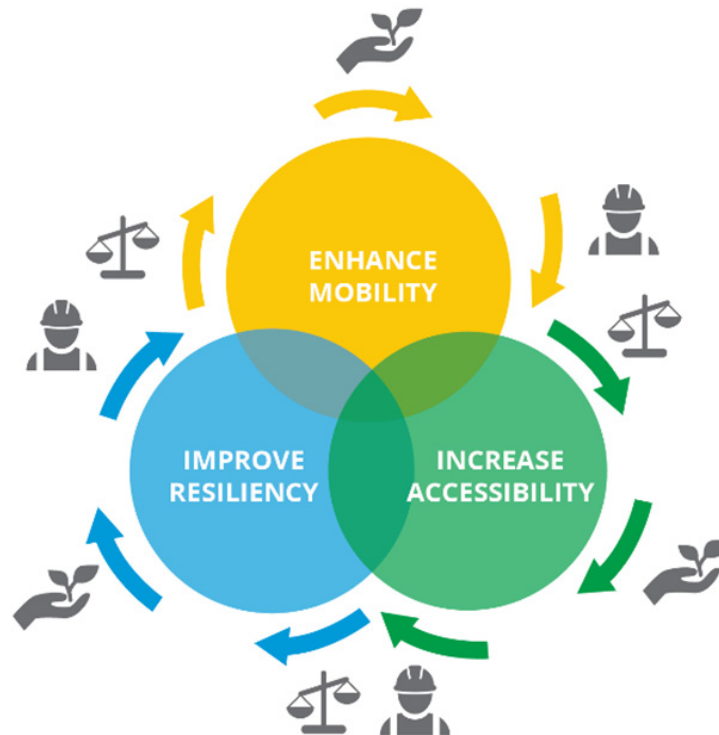 ENHANCE
MOBILITY
IMPROVE
RESILIENCY
INCREASE
ACCESSIBILITY